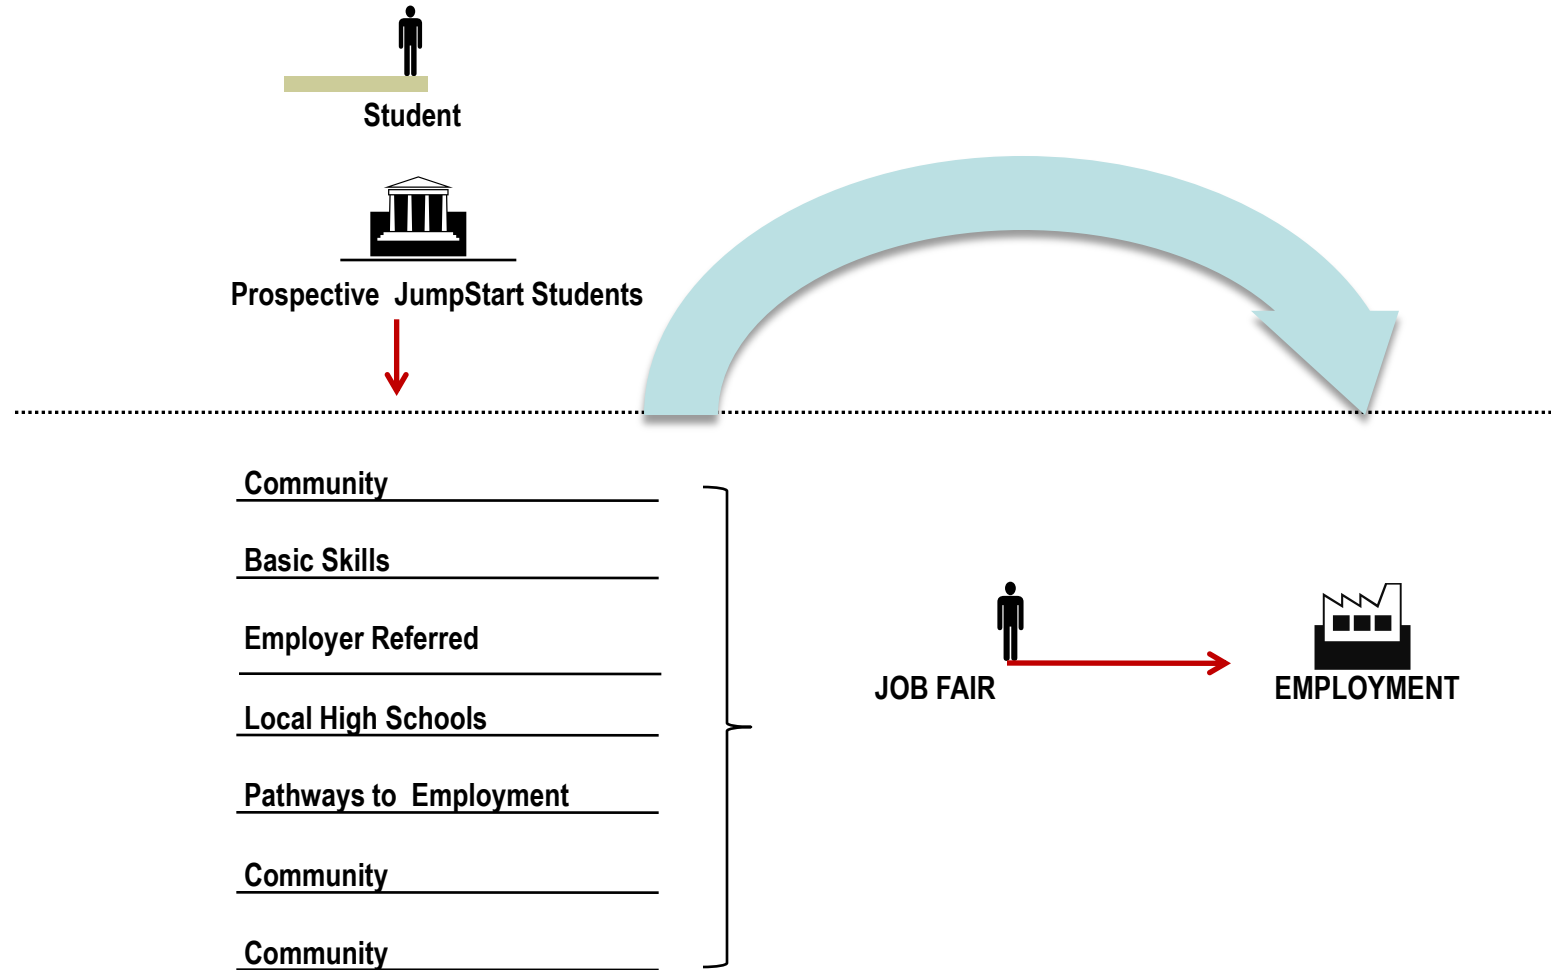 Student
Prospective  JumpStart Students
Community
Basic Skills
Employer Referred
Local High Schools
Pathways to  Employment
Community
Community
JOB FAIR
EMPLOYMENT